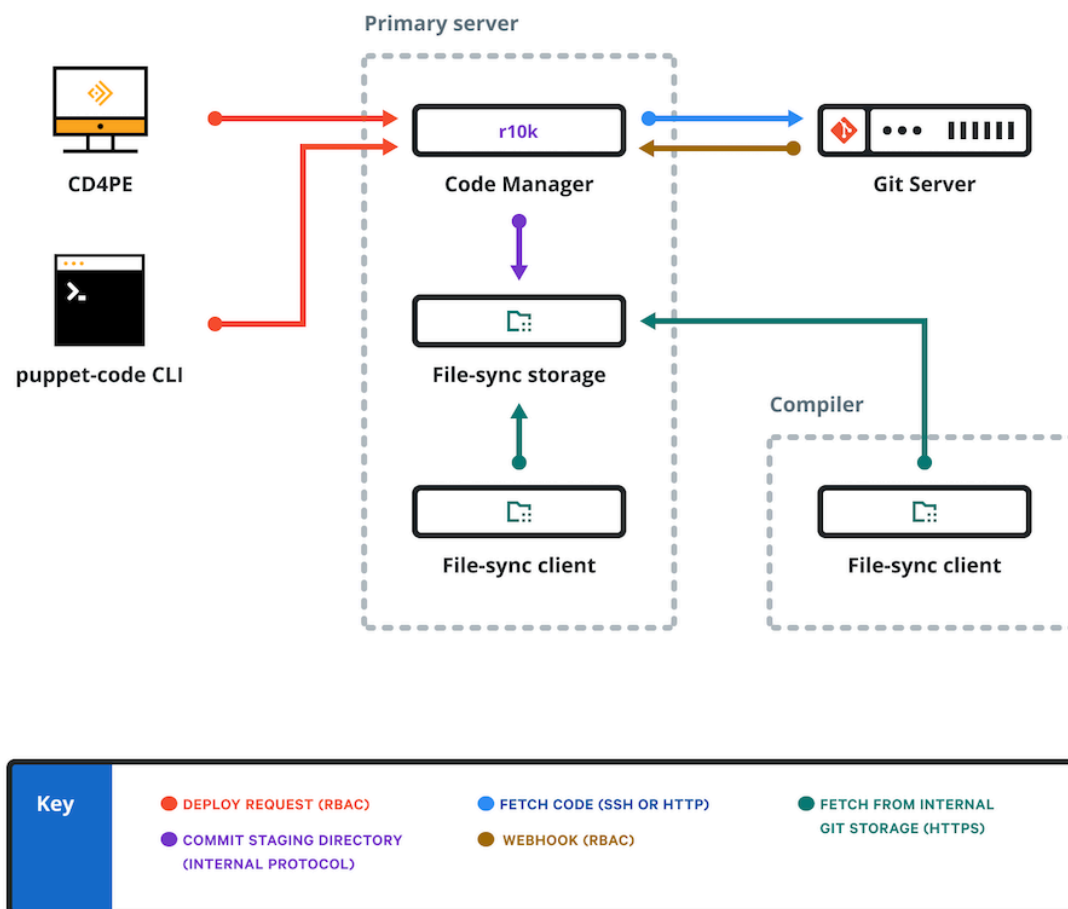 Primary server
r10k
CD4PE
Code Manager
Git Server
puppet-code CLI
File-sync storage
Compiler
File-sync client
File-sync client
Key
DEPLOY REQUEST (RBAC)
FETCH CODE (SSH OR HTTP)
FETCH FROM INTERNAL
GIT STORAGE (HTTPS)
COMMIT STAGING DIRECTORY
(INTERNAL PROTOCOL)
WEBHOOK (RBAC)